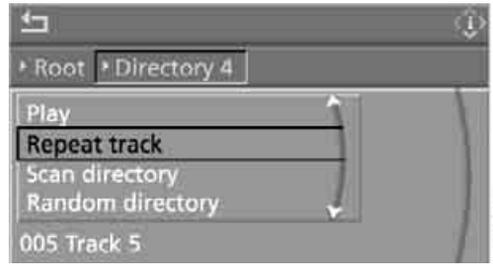 Root Directory 4
Play
Repeat track
Scan directory
Random directory
005 Track 5